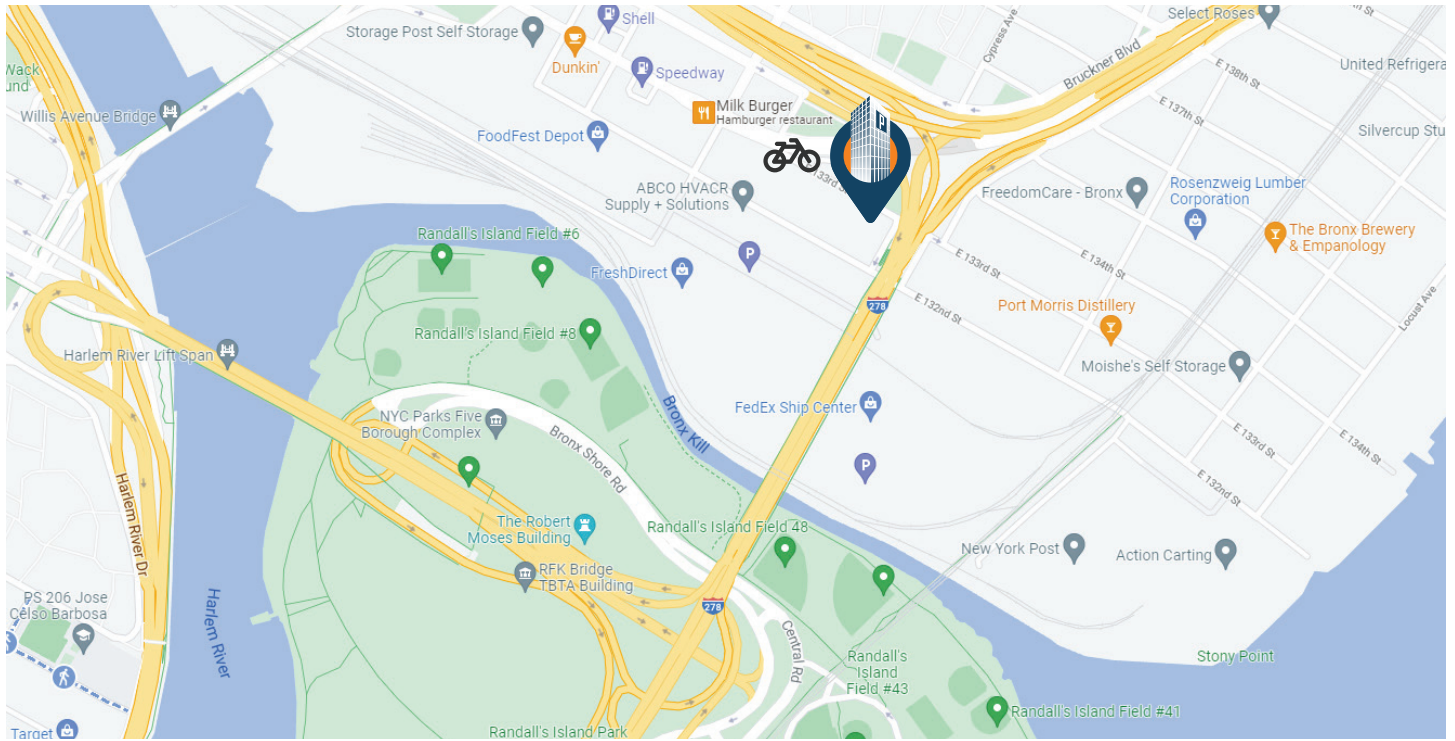 Select Roses
Shell
Storage Post Self Storage
Cypress Ave
Dunkin'
Speedway
Bruckner Blvd
E 138th St
United Refrigera
Wack
und
E 137th St
Milk Burger
Hamburger restaurant
Willis Avenue Bridge
P
FoodFest Depot
Silvercup Stu
133rd St
ABCO HVACR
Supply + Solutions
FreedomCare - Bronx
Rosenzweig Lumber
Corporation
The Bronx Brewery
& Empanology
Randall's Island Field #6
E 133rd St
E 134th St
P
FreshDirect
278
E 132nd St
Port Morris Distillery
Locust Ave
Randall's Island Field #8
Harlem River Lift Span
Moishe's Self Storage
FedEx Ship Center
NYC Parks Five
Borough Complex
Bronx Kill
Bronx Shore Rd
E 133rd St
E 134th St
P
E 132nd St
Harlem River Dr
The Robert
Moses Building
Randall's Island Field 48
New York Post
Action Carting
RFK Bridge
TBTA Building
PS 206 Jose
Celso Barbosa
278
Harlem River
Central Rd
Randall's
Island
Field #43
Stony Point
Randall's Island Field #41
Randall's Island Park
Target